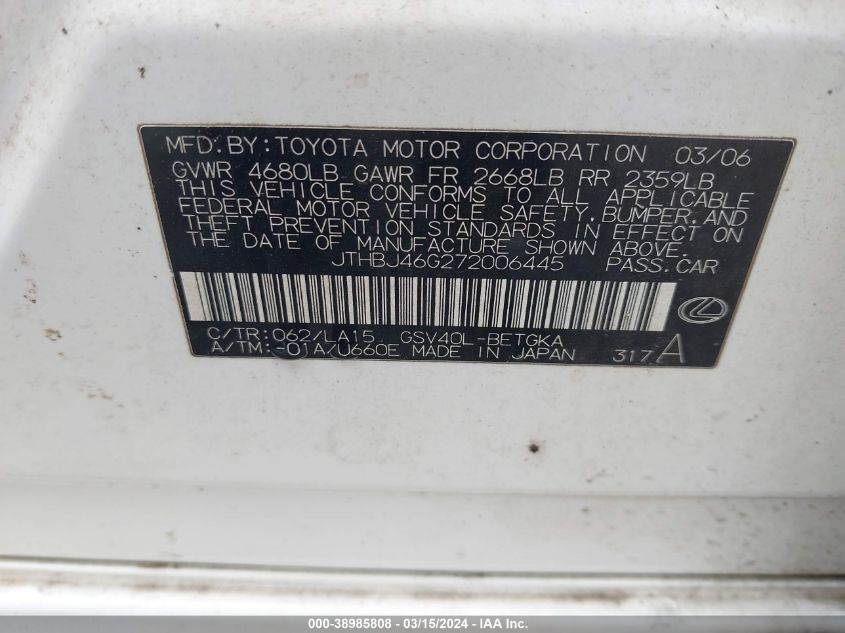 MFD.BY:TOYOTA MOTOR CORPORATION 03/06
GVWR 4680LB GAWR FR 2668LB RR 2359LB
THIS VEHICLE CONFORMS TO ALL APPLICABLE
FEDERAL MOTOR VEHICLE SAFETY,BUMPER,AND
THEFT PREVENTION STANDARDS IN EFFECT ON
THE DATE OF MANUFACTURE SHOWN ABOVE.
JTHBJ46G272006445 PASS.CAR
C/TR:062/LA15 GSV40L-BETGKA
A/TM:-01A/U660E MADE IN JAPAN 317A
000-38985808 - 03/15/2024 - IAA Inc.